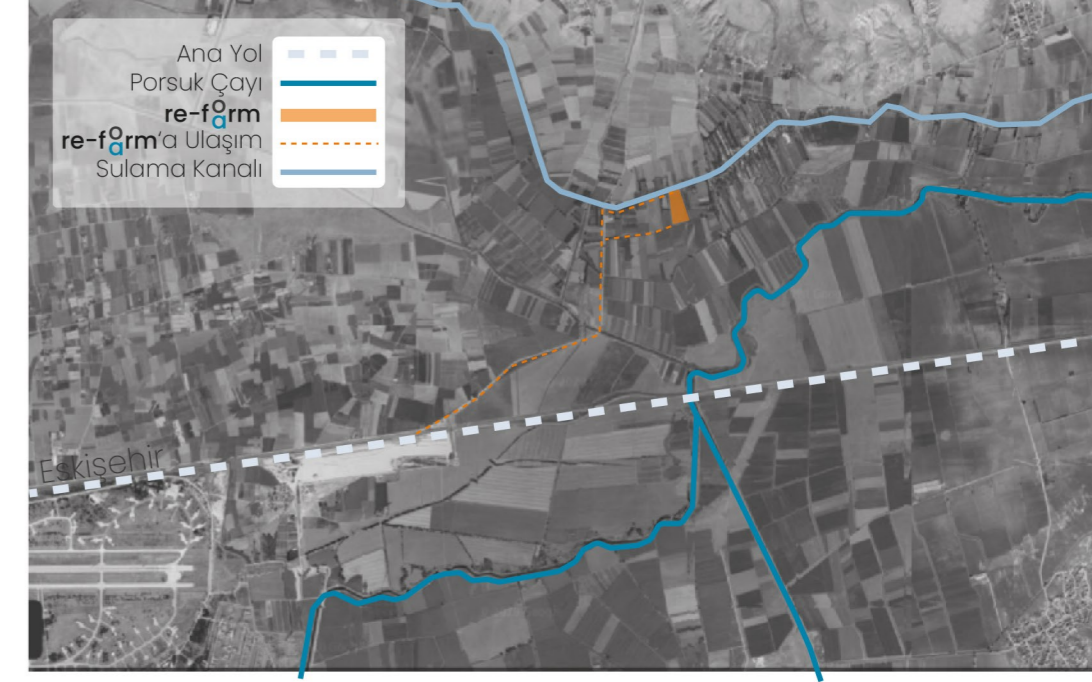 Ana Yol
Porsuk Çayı
re-form
a
re-form'a Ulaşım
a
Sulama Kanalı
Eskişehir